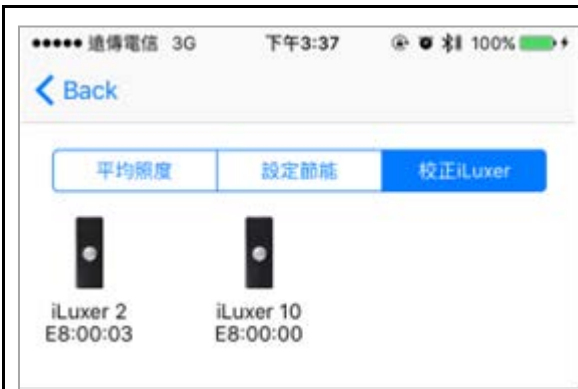 遠傳電信 3G 下午3:37 100%
Back
平均照度 設定節能 校正iLuxer
iLuxer 2 iLuxer 10
E8:00:03 E8:00:00